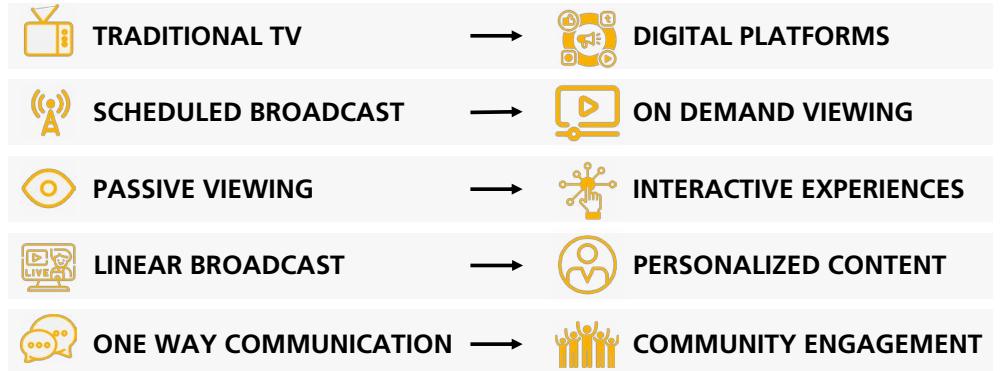 TRADITIONAL TV → DIGITAL PLATFORMS
SCHEDULED BROADCAST → ON DEMAND VIEWING
PASSIVE VIEWING → INTERACTIVE EXPERIENCES
LIVE
LINEAR BROADCAST → PERSONALIZED CONTENT
ONE WAY COMMUNICATION → COMMUNITY ENGAGEMENT